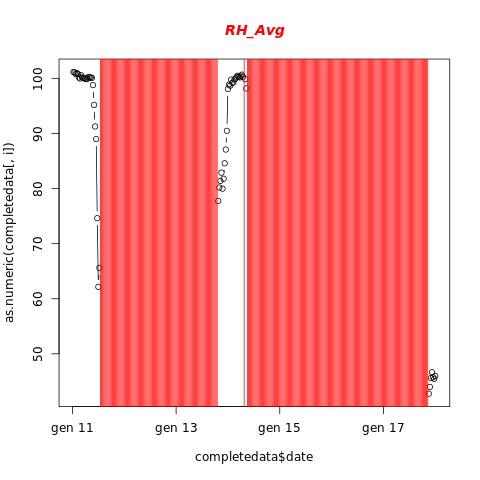 RH_Avg
as.numeric(completedata[, i])
100
90
80
70
60
50
gen 11 gen 13 gen 15 gen 17
completedata$date